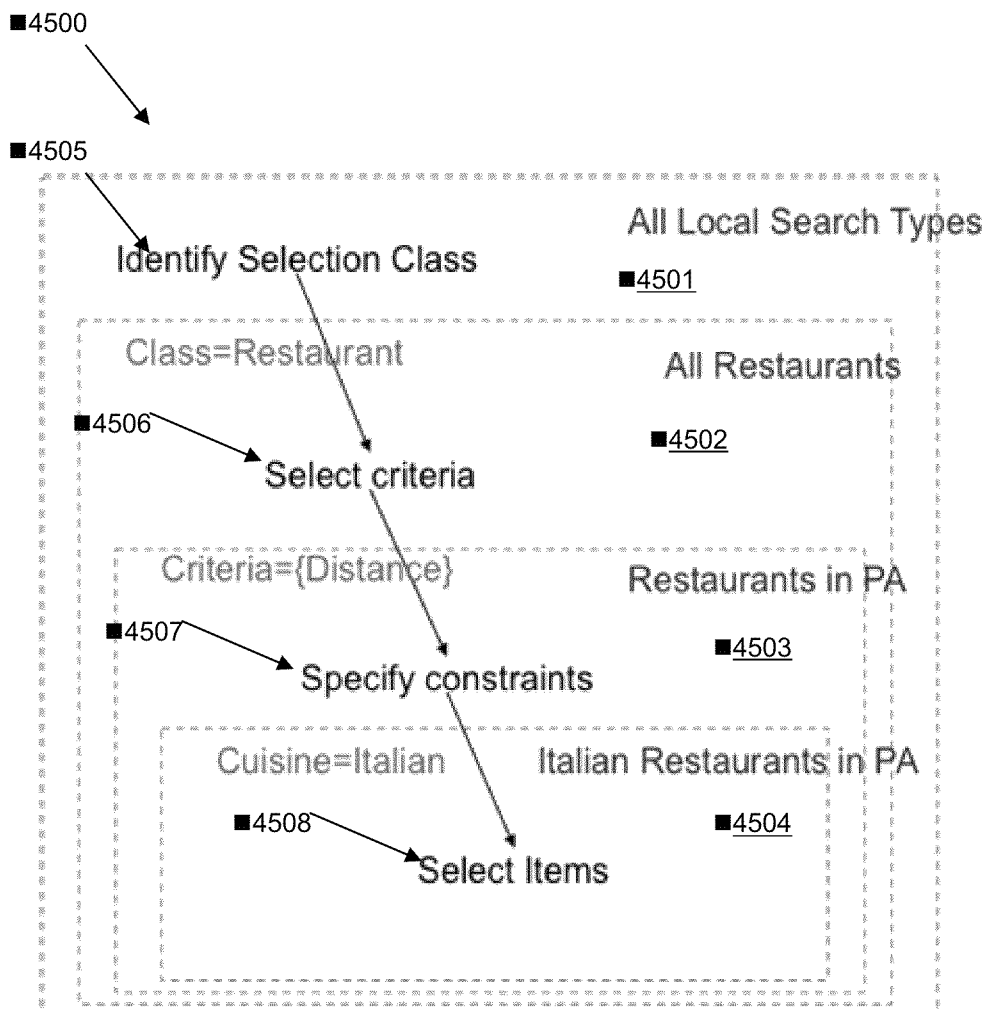 ■4500
■4505
All Local Search Types
Identify Selection Class
■4501
Class=Restaurant
All Restaurants
■4506
■4502
Select criteria
Criteria={Distance}
Restaurants in PA
■4507
■4503
Specify constraints
Cuisine=Italian
Italian Restaurants in PA
■4508
■4504
Select Items